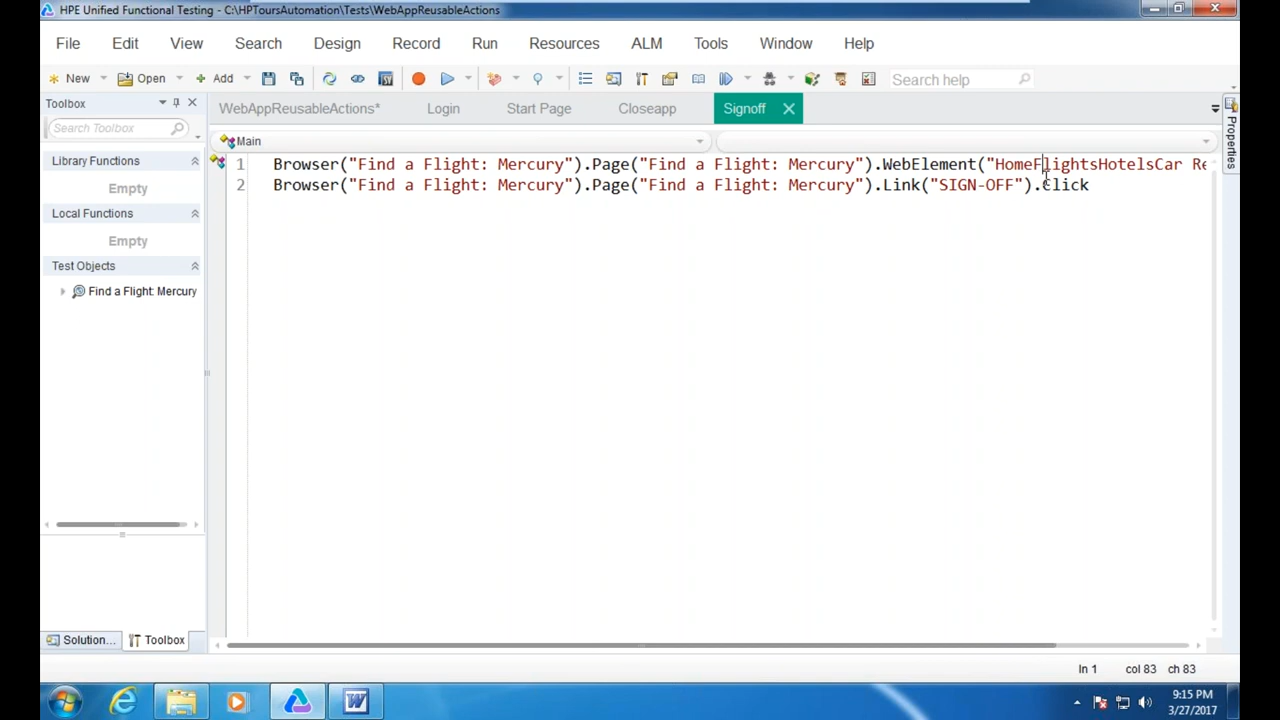 HPE Unified Functional Testing - C:\HPToursAutomation\Tests\WebAppReusableActions
File Edit View Search Design Record Run Resources ALM Tools Window Help
New Open Add Search help
Toolbox
WebAppReusableActions* Login Start Page Closeapp Signoff
Properties
Search Toolbox
Main
Library Functions
Empty
Local Functions
Empty
Test Objects
Find a Flight: Mercury
1 Browser("Find a Flight: Mercury").Page("Find a Flight: Mercury").WebElement("HomeFlightsHotelsCar Re
2 Browser("Find a Flight: Mercury").Page("Find a Flight: Mercury").Link("SIGN-OFF").Click
Solution... Toolbox
ln 1 col 83 ch 83
9:15 PM
3/27/2017